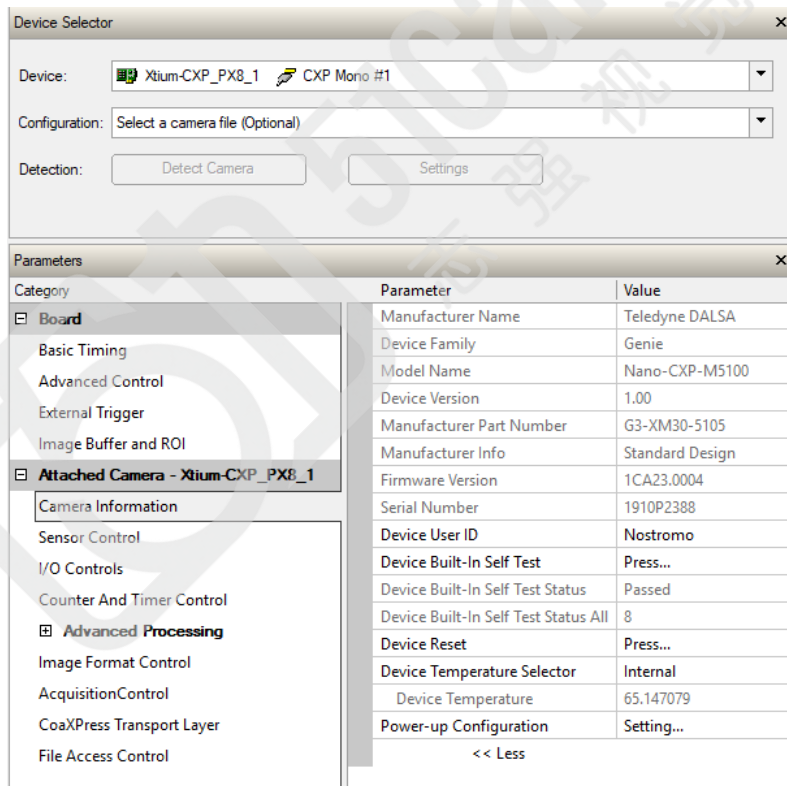 Device Selector
Device: Xtium-CXP_PX8_1 CXP Mono #1
Configuration: Select a camera file (Optional)
Detection: Detect Camera Settings
Parameters
Category
Board
Basic Timing
Advanced Control
External Trigger
Image Buffer and ROI
Attached Camera - Xtium-CXP_PX8_1
Camera Information
Sensor Control
I/O Controls
Counter And Timer Control
Advanced Processing
Image Format Control
AcquisitionControl
CoaXPress Transport Layer
File Access Control
Parameter Value
Manufacturer Name Teledyne DALSA
Device Family Genie
Model Name Nano-CXP-M5100
Device Version 1.00
Manufacturer Part Number G3-XM30-5105
Manufacturer Info Standard Design
Firmware Version 1CA23.0004
Serial Number 1910P2388
Device User ID Nostromo
Device Built-In Self Test Press...
Device Built-In Self Test Status Passed
Device Built-In Self Test Status All 8
Device Reset Press...
Device Temperature Selector Internal
Device Temperature 65.147079
Power-up Configuration Setting...
<< Less
志强视觉